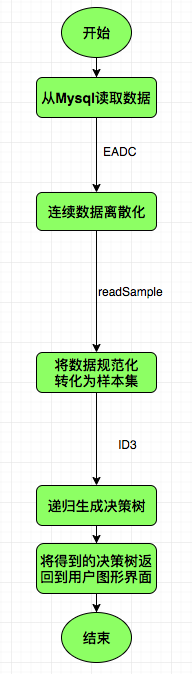 开始
从Mysql读取数据
EADC
连续数据离散化
readSample
将数据规范化
转化为样本集
ID3
递归生成决策树
将得到的决策树返
回到用户图形界面
结束